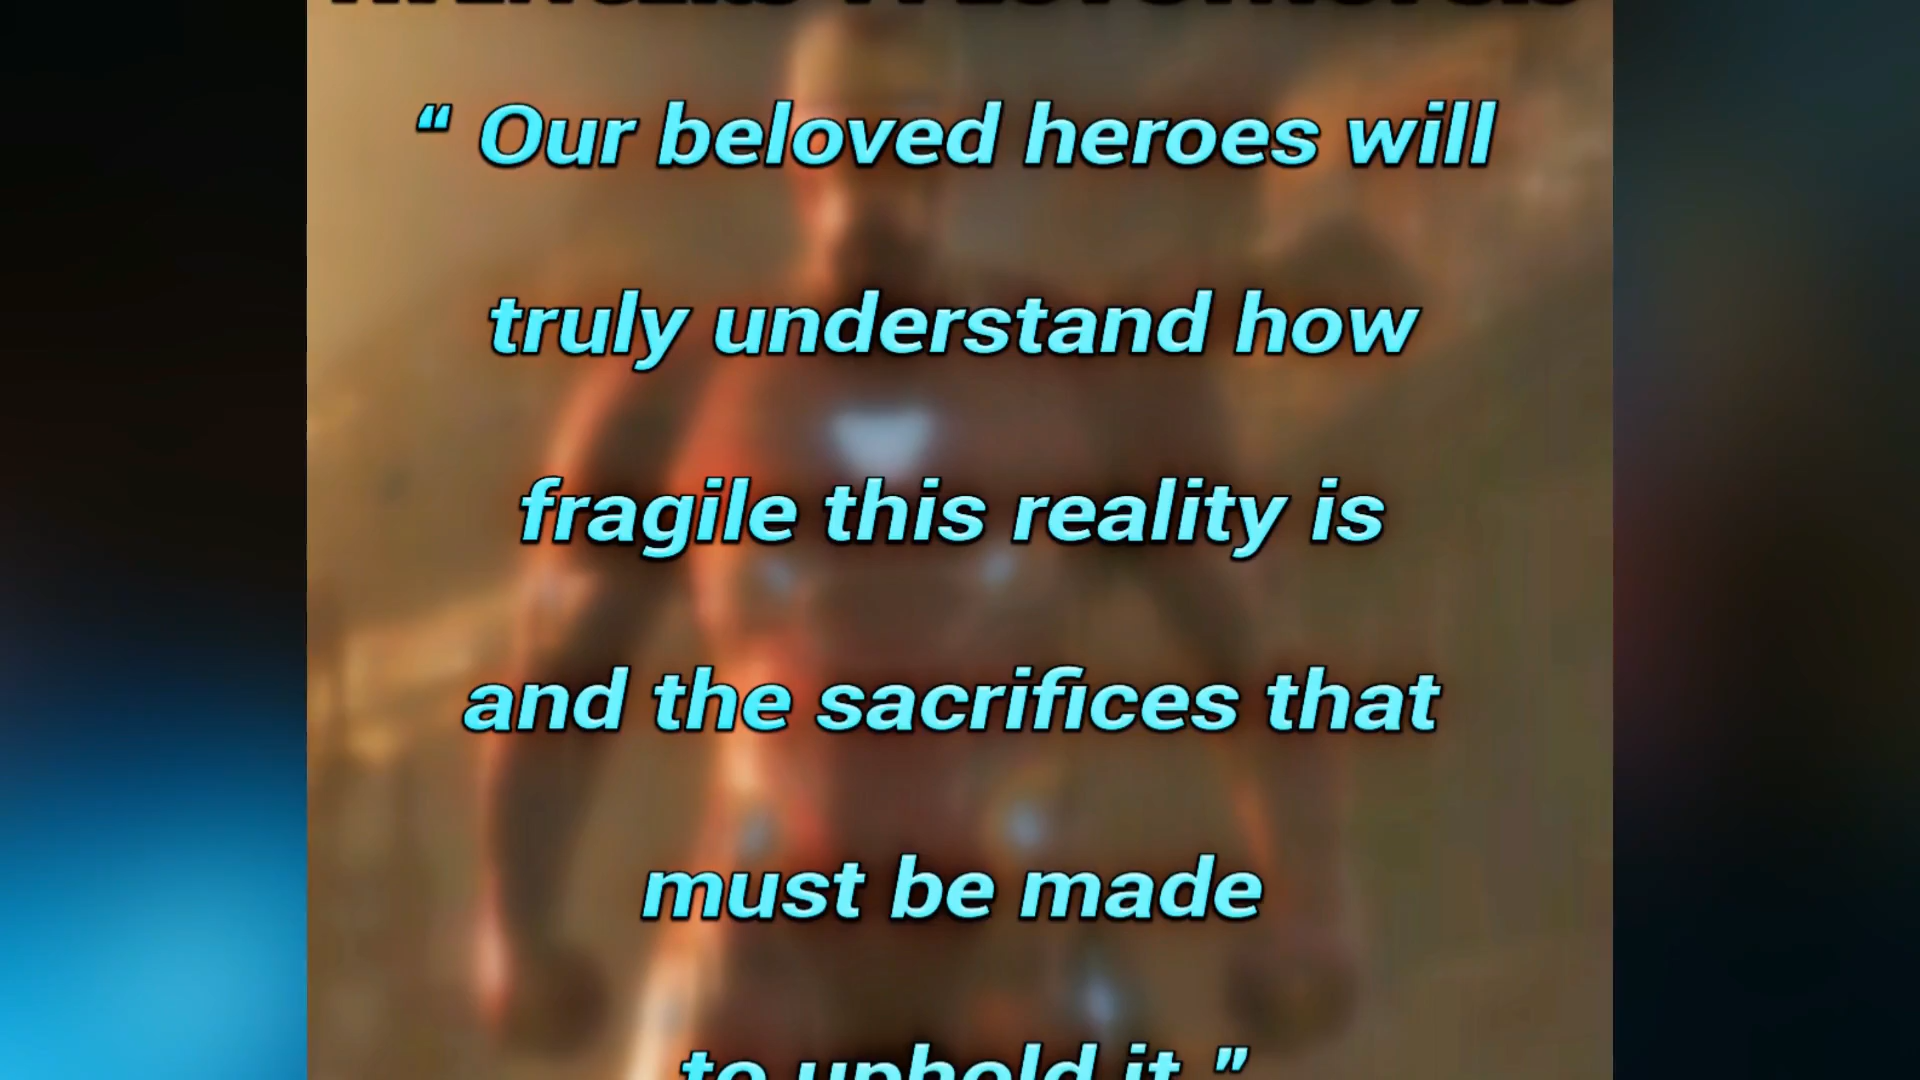 “ Our beloved heroes will
truly understand how
fragile this reality is
and the sacrifices that
must be made
to uphold it ”